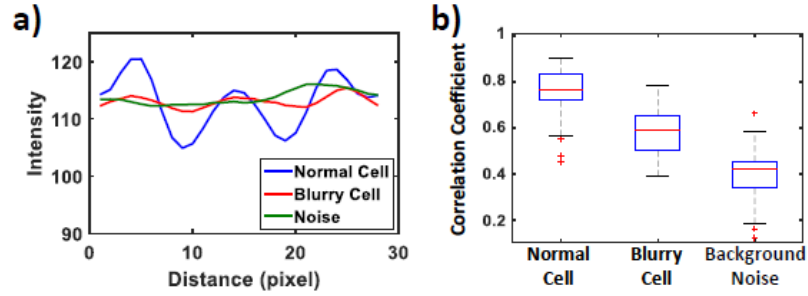 a)
Intensity
120
110
100
90
0
10
20
30
Distance (pixel)
Normal Cell
Blurry Cell
Noise
b)
Correlation Coefficient
1
0.8
0.6
0.4
0.2
Normal
Cell
Blurry
Cell
Background
Noise